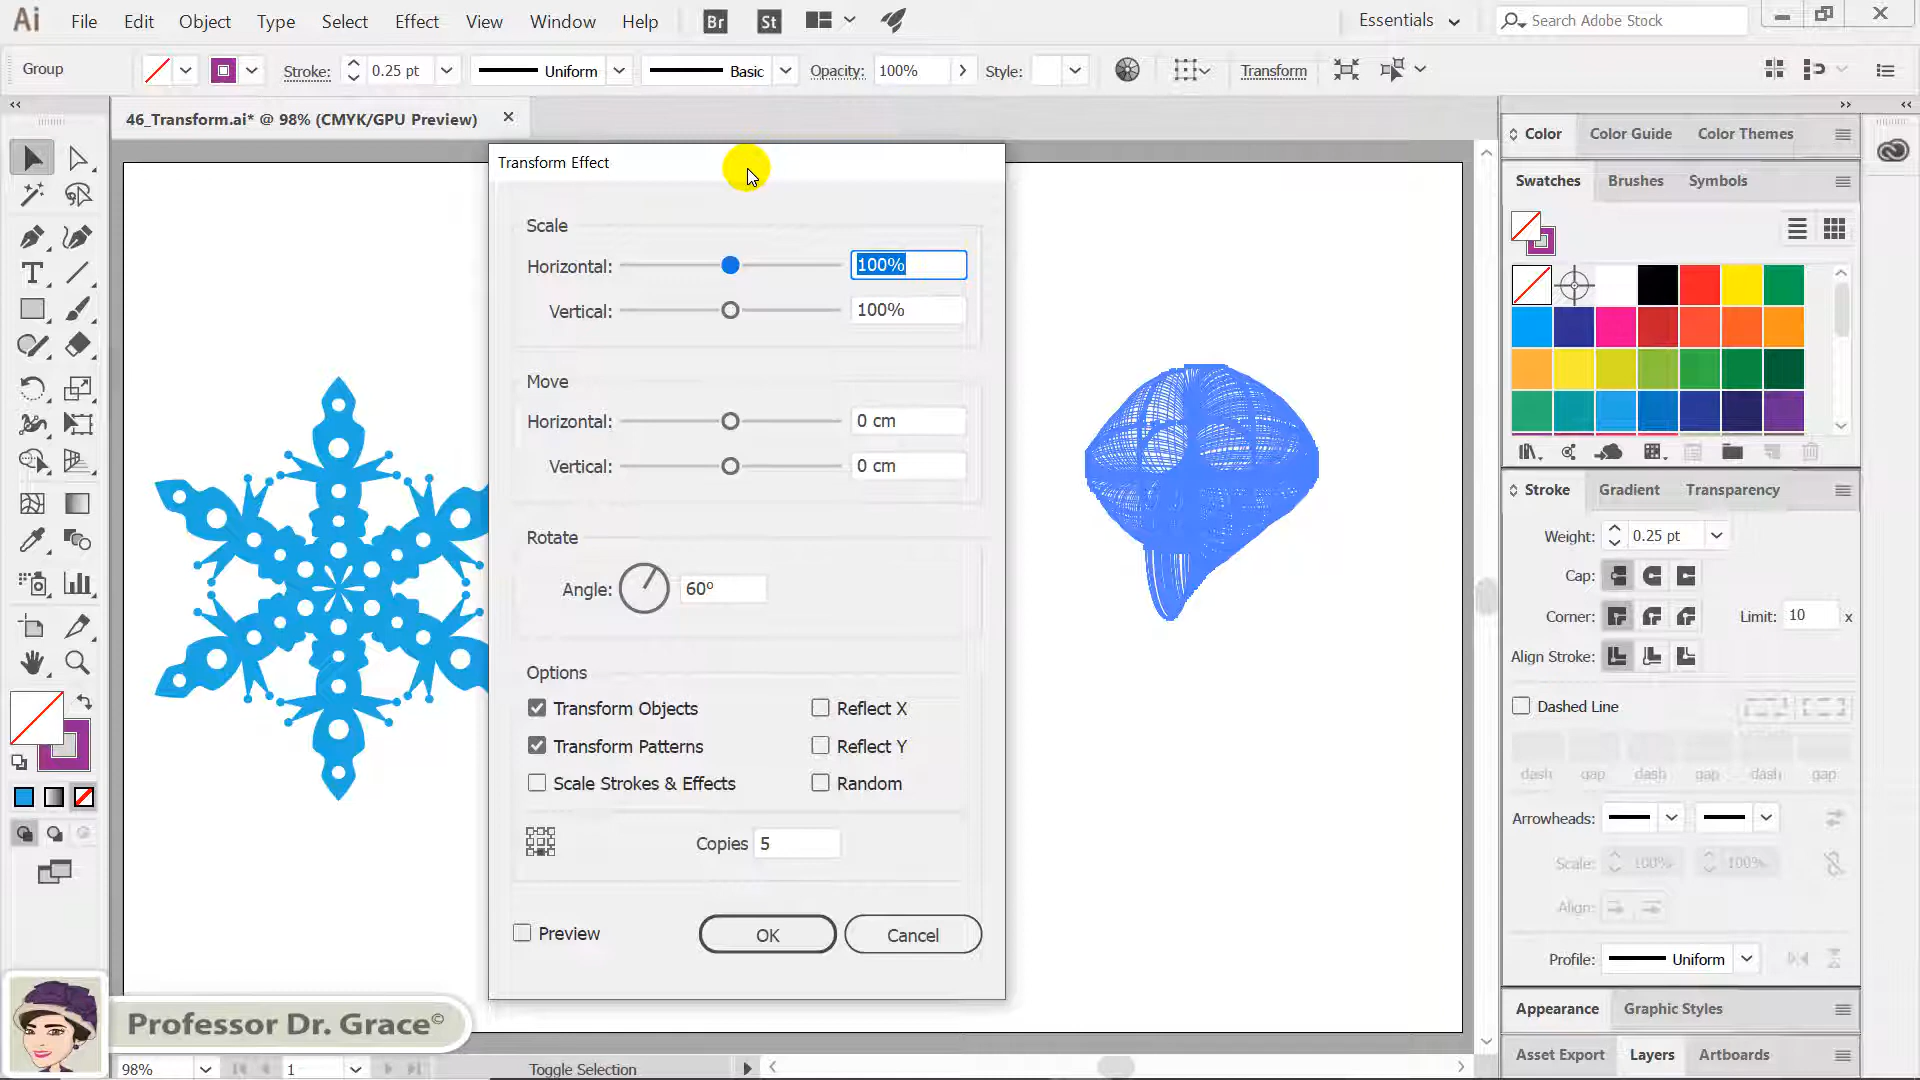 Ai File Edit Object Type Select Effect View Window Help Br St Essentials Search Adobe Stock
Group Stroke: 0.25 pt Uniform Basic Opacity: 100% Style: Transform
46_Transform.ai* @ 98% (CMYK/GPU Preview)
Transform Effect
Scale
Horizontal: 100%
Vertical: 100%
Move
Horizontal: 0 cm
Vertical: 0 cm
Rotate
Angle: 60°
Options
Transform Objects Reflect X
Transform Patterns Reflect Y
Scale Strokes & Effects Random
Copies 5
Preview OK Cancel
Color Color Guide Color Themes
Swatches Brushes Symbols
Stroke Gradient Transparency
Weight: 0.25 pt
Cap:
Corner: Limit: 10 x
Align Stroke:
Dashed Line
dash gap dash gap dash gap
Arrowheads:
Scale: 100% 100%
Align:
Profile: Uniform
Appearance Graphic Styles
Asset Export Layers Artboards
Professor Dr. Grace©
98% 1 Toggle Selection